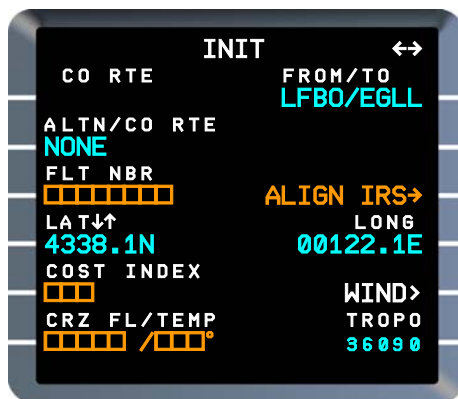 INIT ↔
CO RTE FROM/TO
LFBO/EGLL
ALTN/CO RTE
NONE
FLT NBR
□□□□□□□□ ALIGN IRS→
LAT↓↑ LONG
4338.1N 00122.1E
COST INDEX
□□□ WIND>
CRZ FL/TEMP TROPO
□□□□□ /□□□° 36090